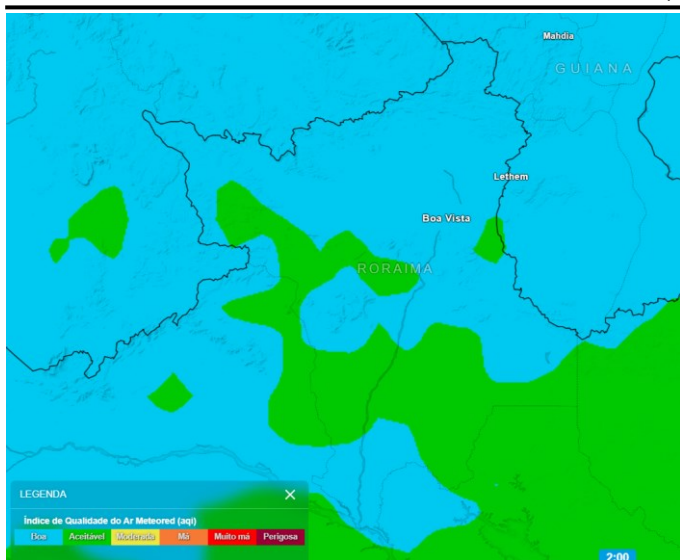 Mahdia
GUIANA
Lethem
Boa Vista
RORAIMA
LEGENDA
Índice de Qualidade do Ar Meteored (aqi)
Boa Aceitável Moderada Má Muito má Perigosa
2:00